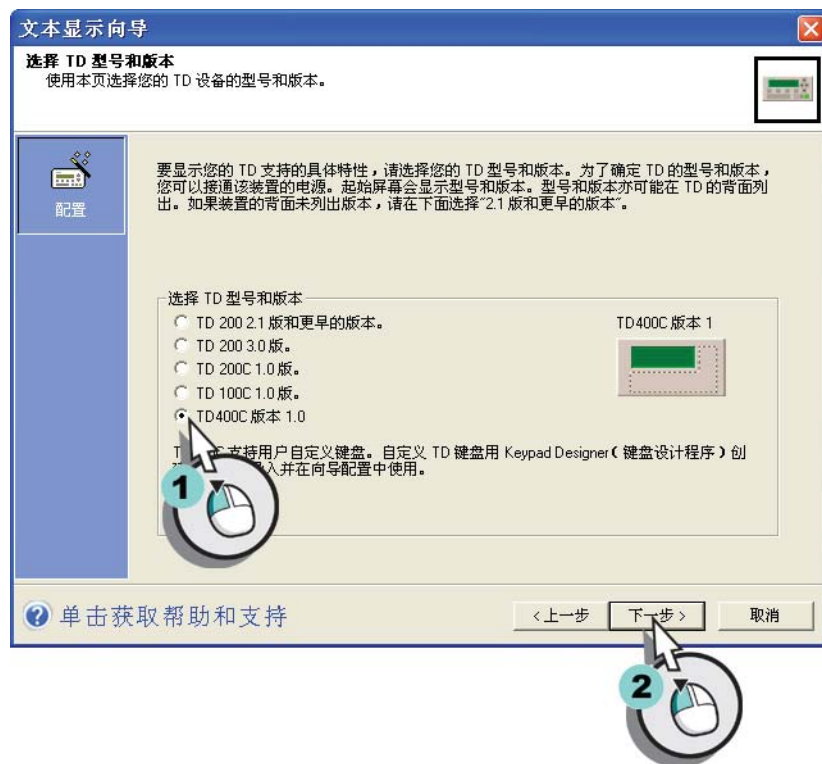 文本显示向导
选择 TD 型号和版本
使用本页选择您的 TD 设备的型号和版本。
配置
要显示您的 TD 支持的具体特性，请选择您的 TD 型号和版本。为了确定 TD 的型号和版本，
您可以接通该装置的电源。起始屏幕会显示型号和版本。型号和版本亦可能在 TD 的背面列
出。如果装置的背面未列出版本，请在下面选择“2.1 版和更早的版本”。
选择 TD 型号和版本
TD 200 2.1 版和更早的版本。
TD 200 3.0 版。
TD 200C 1.0 版。
TD 100C 1.0 版。
TD400C 版本 1.0
TD400C 版本 1
支持用户自定义键盘。自定义 TD 键盘用 Keypad Designer（键盘设计程序）创
入并在向导配置中使用。
1
单击获取帮助和支持
<上一步
下一步>
取消
2